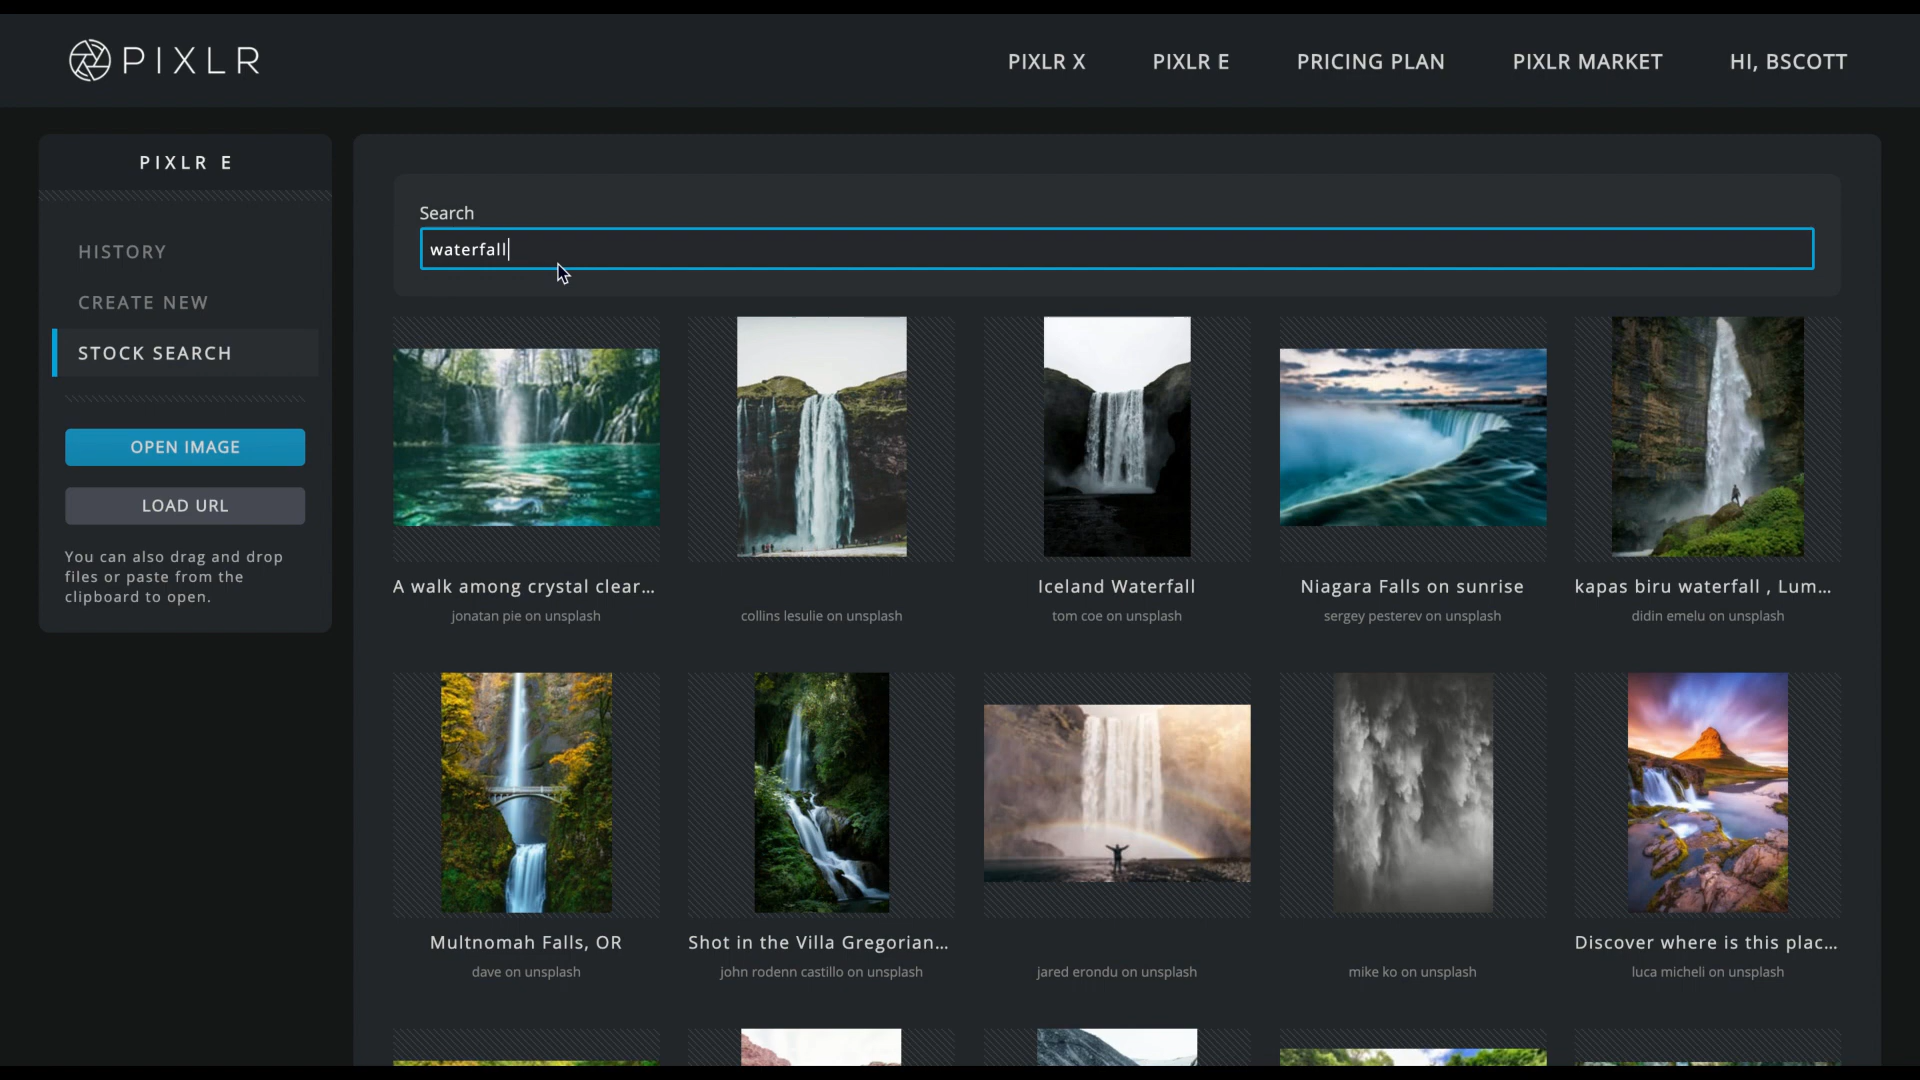 PIXLR
PIXLR X
PIXLR E
PRICING PLAN
PIXLR MARKET
HI, BSCOTT
PIXLR E
HISTORY
CREATE NEW
STOCK SEARCH
OPEN IMAGE
LOAD URL
You can also drag and drop
files or paste from the
clipboard to open.
Search
waterfall
A walk among crystal clear...
jonatan pie on unsplash
collins lesulie on unsplash
Iceland Waterfall
tom coe on unsplash
Niagara Falls on sunrise
sergey pesterev on unsplash
kapas biru waterfall , Lum...
didin emelu on unsplash
Multnomah Falls, OR
dave on unsplash
Shot in the Villa Gregorian...
john rodenn castillo on unsplash
jared erondu on unsplash
mike ko on unsplash
Discover where is this plac...
luca micheli on unsplash